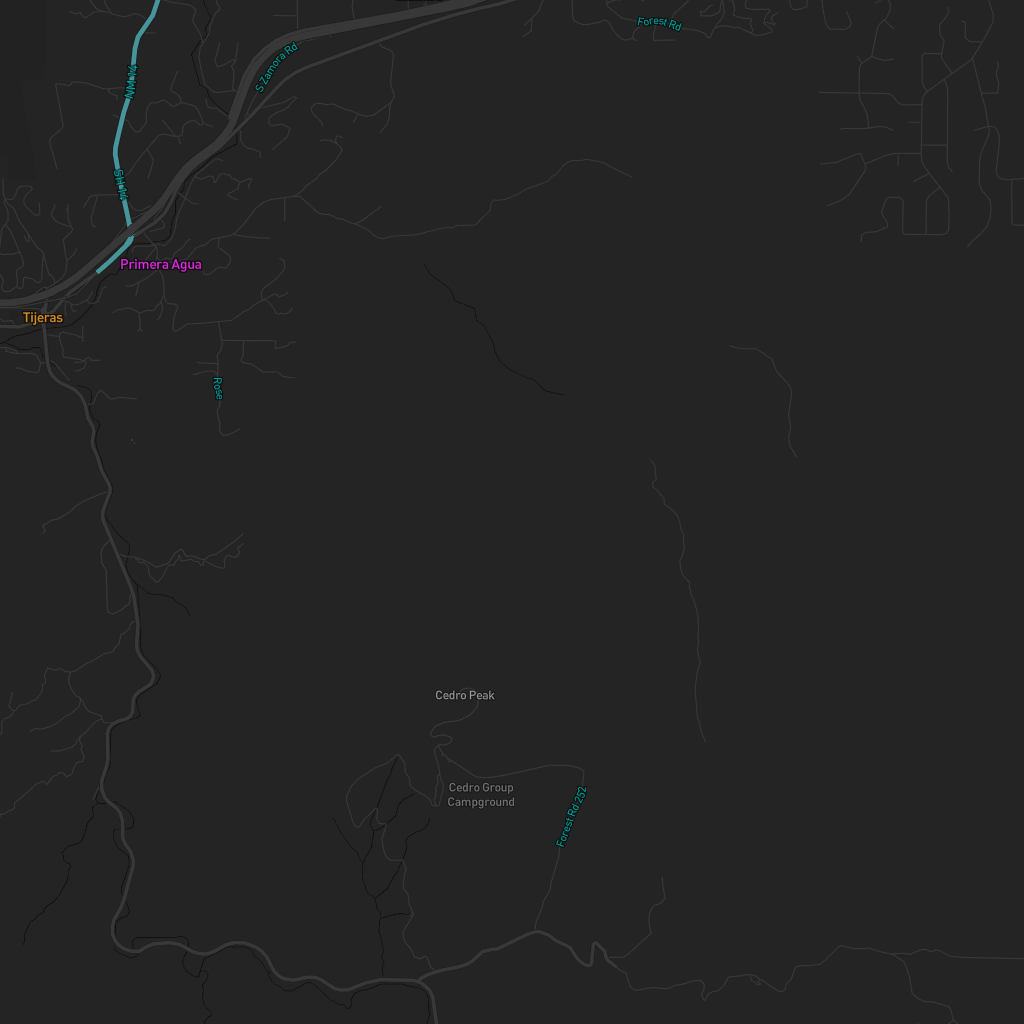 Forest Rd
S Zamora Rd
NM 14
SH 14
Primera Agua
Tijeras
Rose
Cedro Peak
Cedro Group
Campground
Forest Rd 252